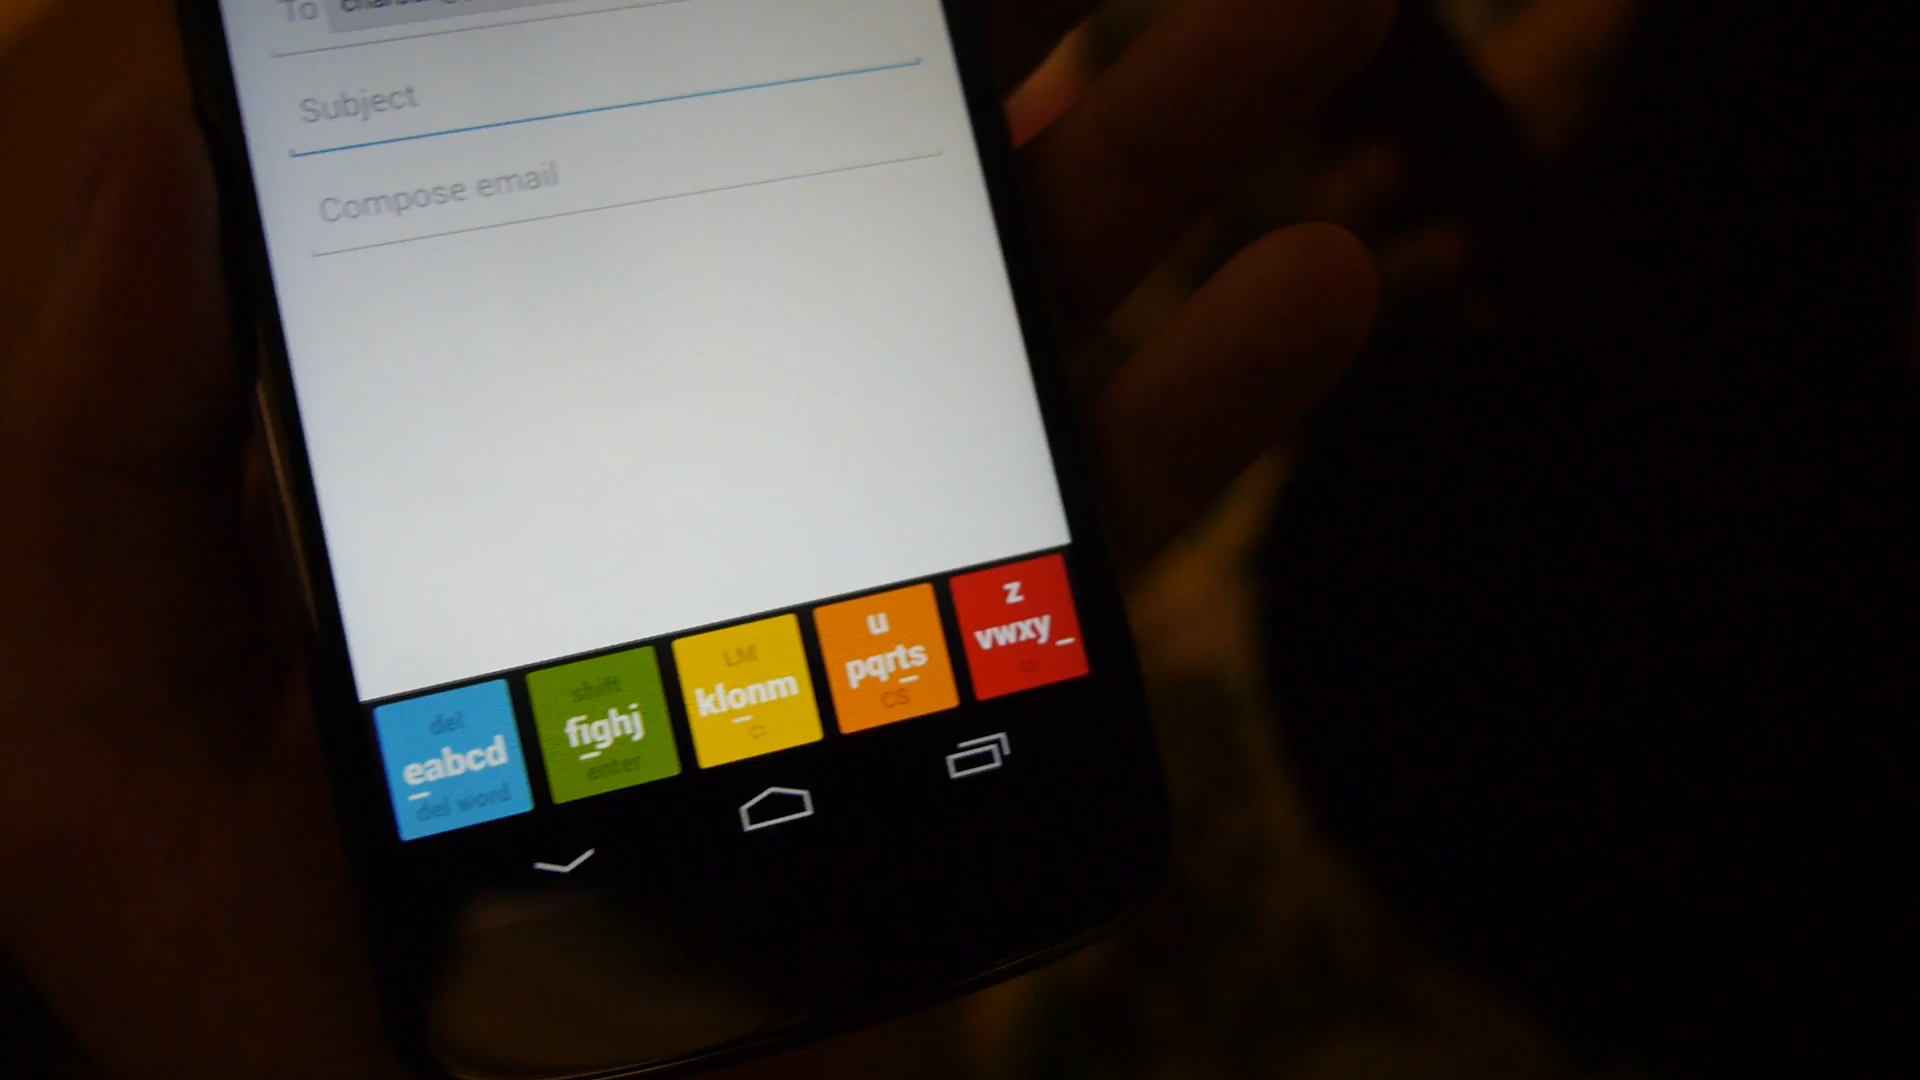 To
Subject
Compose email
del
eabcd
del word
shift
fighj
enter
LM
klonm
u
pqrts
CS
z
vwxy_